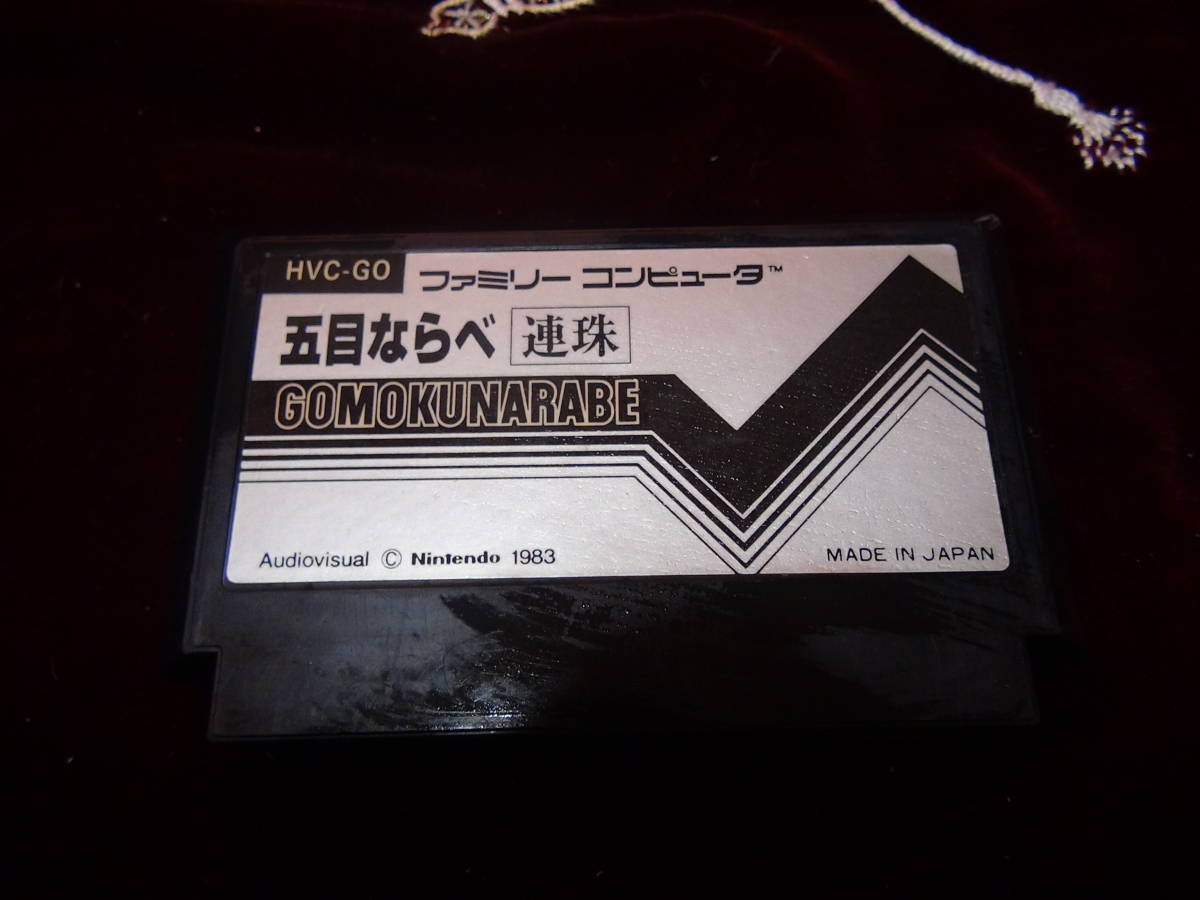 HVC-GO ファミリー コンピュータ™
五目ならべ 連珠
GOMOKUNARABE
Audiovisual © Nintendo 1983
MADE IN JAPAN